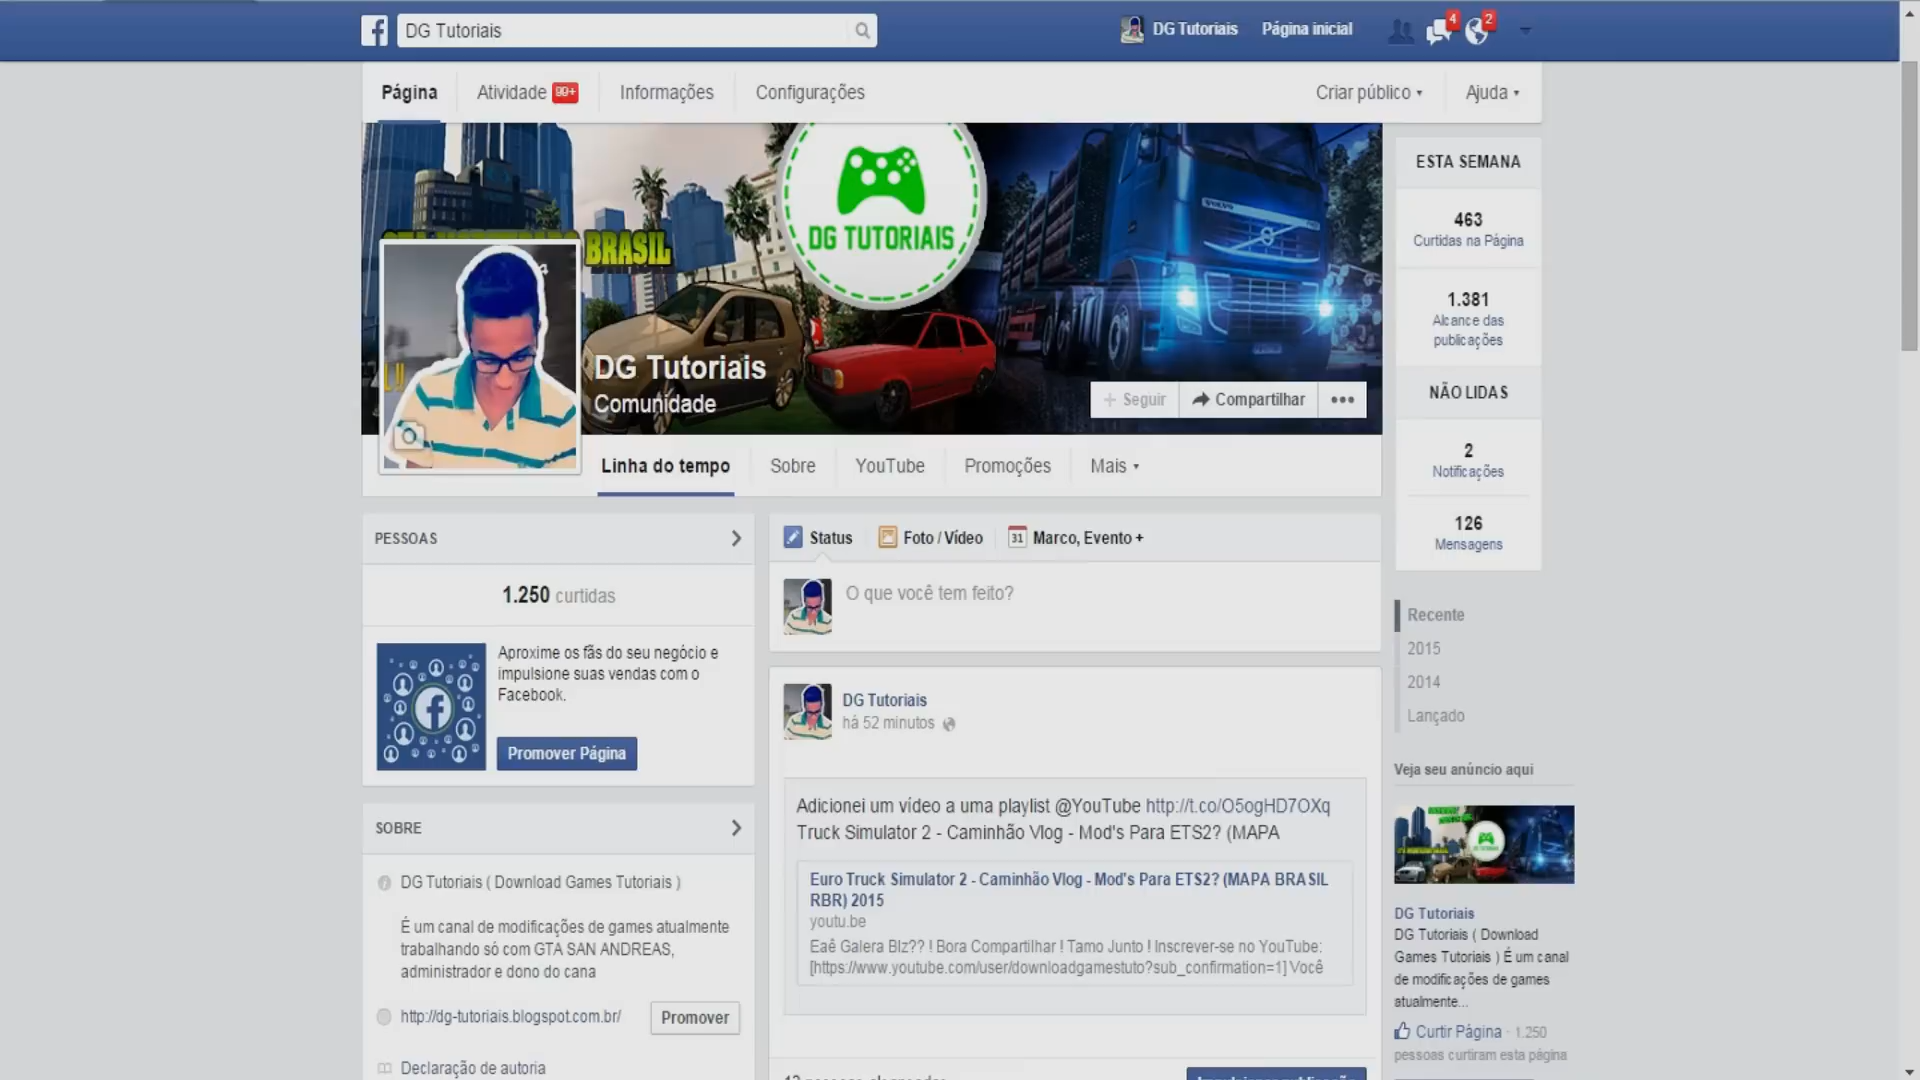 DG Tutoriais
DG Tutoriais
Página inicial
4
2
Página
Atividade 99+
Informações
Configurações
Criar público
Ajuda
BRASIL
DG TUTORIAIS
VOLVO
DG Tutoriais
Comunidade
+ Seguir
Compartilhar
Linha do tempo
Sobre
YouTube
Promoções
Mais
ESTA SEMANA
463
Curtidas na Página
1.381
Alcance das
publicações
NÃO LIDAS
2
Notificações
126
Mensagens
PESSOAS
1.250 curtidas
Aproxime os fãs do seu negócio e
impulsione suas vendas com o
Facebook.
Promover Página
SOBRE
DG Tutoriais ( Download Games Tutoriais )
É um canal de modificações de games atualmente
trabalhando só com GTA SAN ANDREAS,
administrador e dono do cana
http://dg-tutoriais.blogspot.com.br/
Promover
Declaração de autoria
Status
Foto / Vídeo
31
Marco, Evento +
O que você tem feito?
DG Tutoriais
há 52 minutos
Adicionei um vídeo a uma playlist @YouTube http://t.co/O5ogHD7OXq
Truck Simulator 2 - Caminhão Vlog - Mod's Para ETS2? (MAPA
Euro Truck Simulator 2 - Caminhão Vlog - Mod's Para ETS2? (MAPA BRASIL
RBR) 2015
youtu.be
Eaê Galera Blz?? ! Bora Compartilhar ! Tamo Junto ! Inscrever-se no YouTube:
[https://www.youtube.com/user/downloadgamestuto?sub_confirmation=1] Você
Recente
2015
2014
Lançado
Veja seu anúncio aqui
DG Tutoriais
DG Tutoriais ( Download
Games Tutoriais ) É um canal
de modificações de games
atualmente...
Curtir Página · 1.250
pessoas curtiram esta página